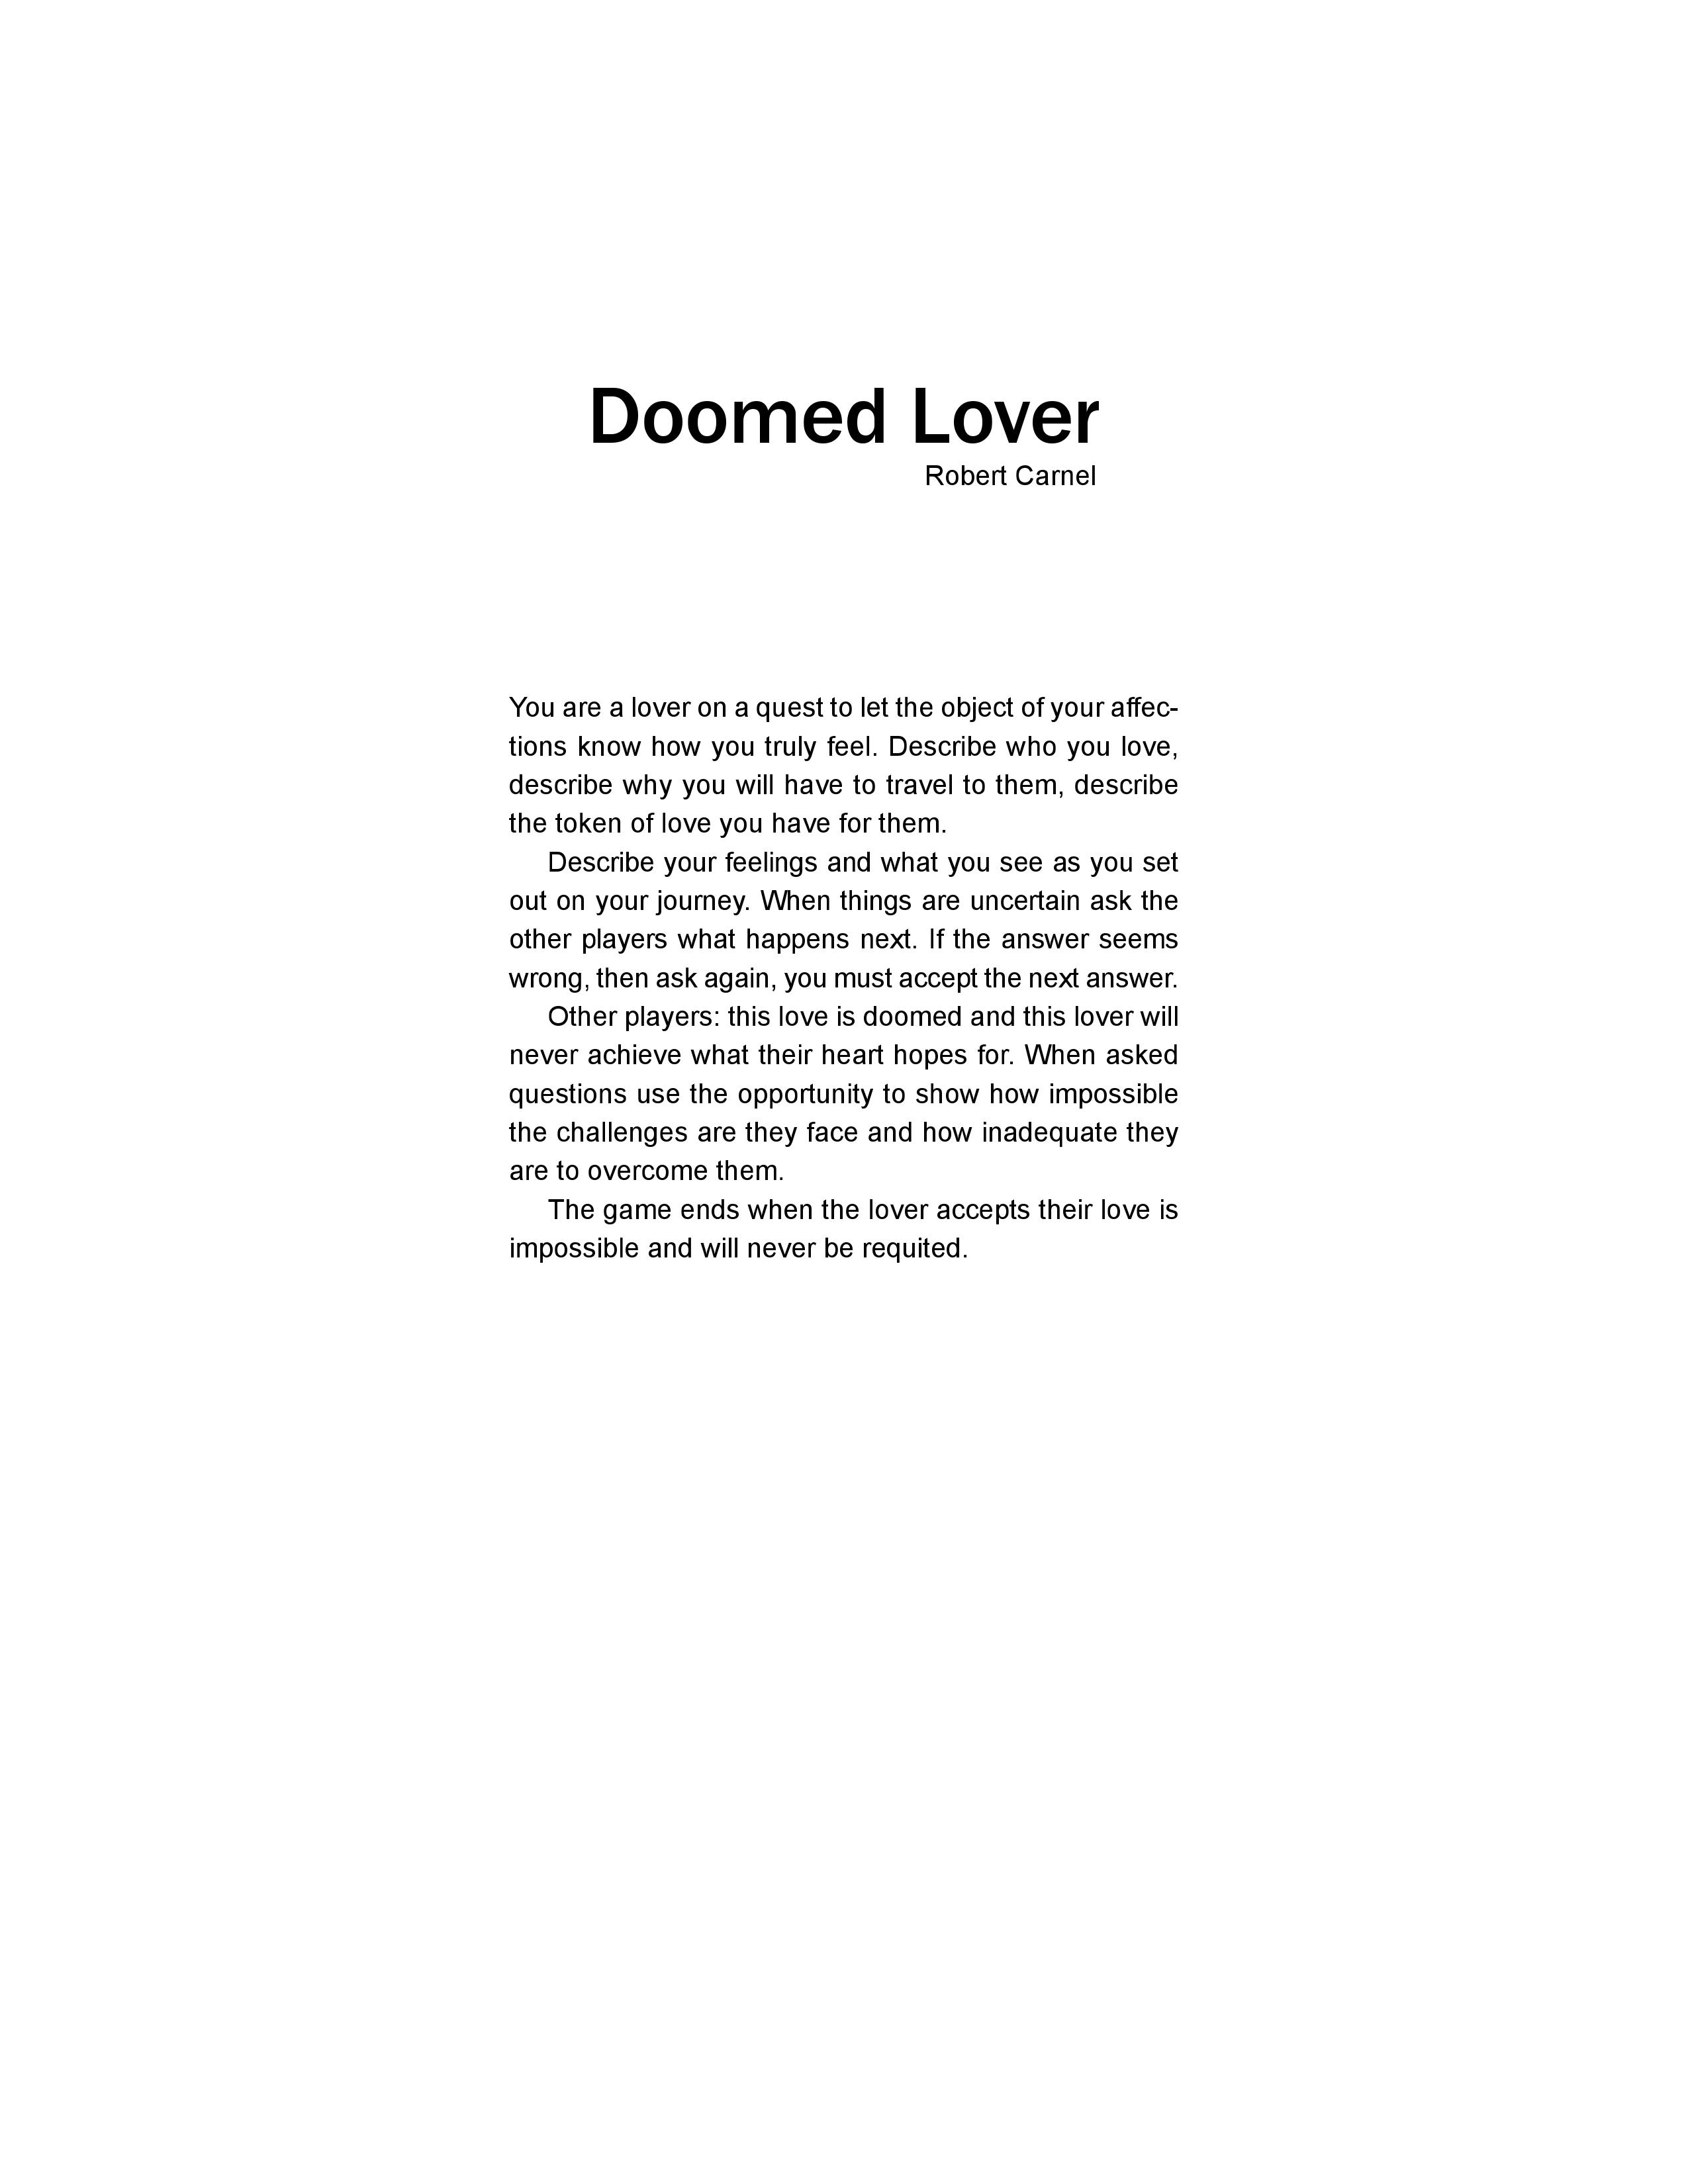 Doomed Lover
Robert Carnel
You are a lover on a quest to let the object of your affec-
tions know how you truly feel. Describe who you love,
describe why you will have to travel to them, describe
the token of love you have for them.
Describe your feelings and what you see as you set
out on your journey. When things are uncertain ask the
other players what happens next. If the answer seems
wrong, then ask again, you must accept the next answer.
Other players: this love is doomed and this lover will
never achieve what their heart hopes for. When asked
questions use the opportunity to show how impossible
the challenges are they face and how inadequate they
are to overcome them.
The game ends when the lover accepts their love is
impossible and will never be requited.